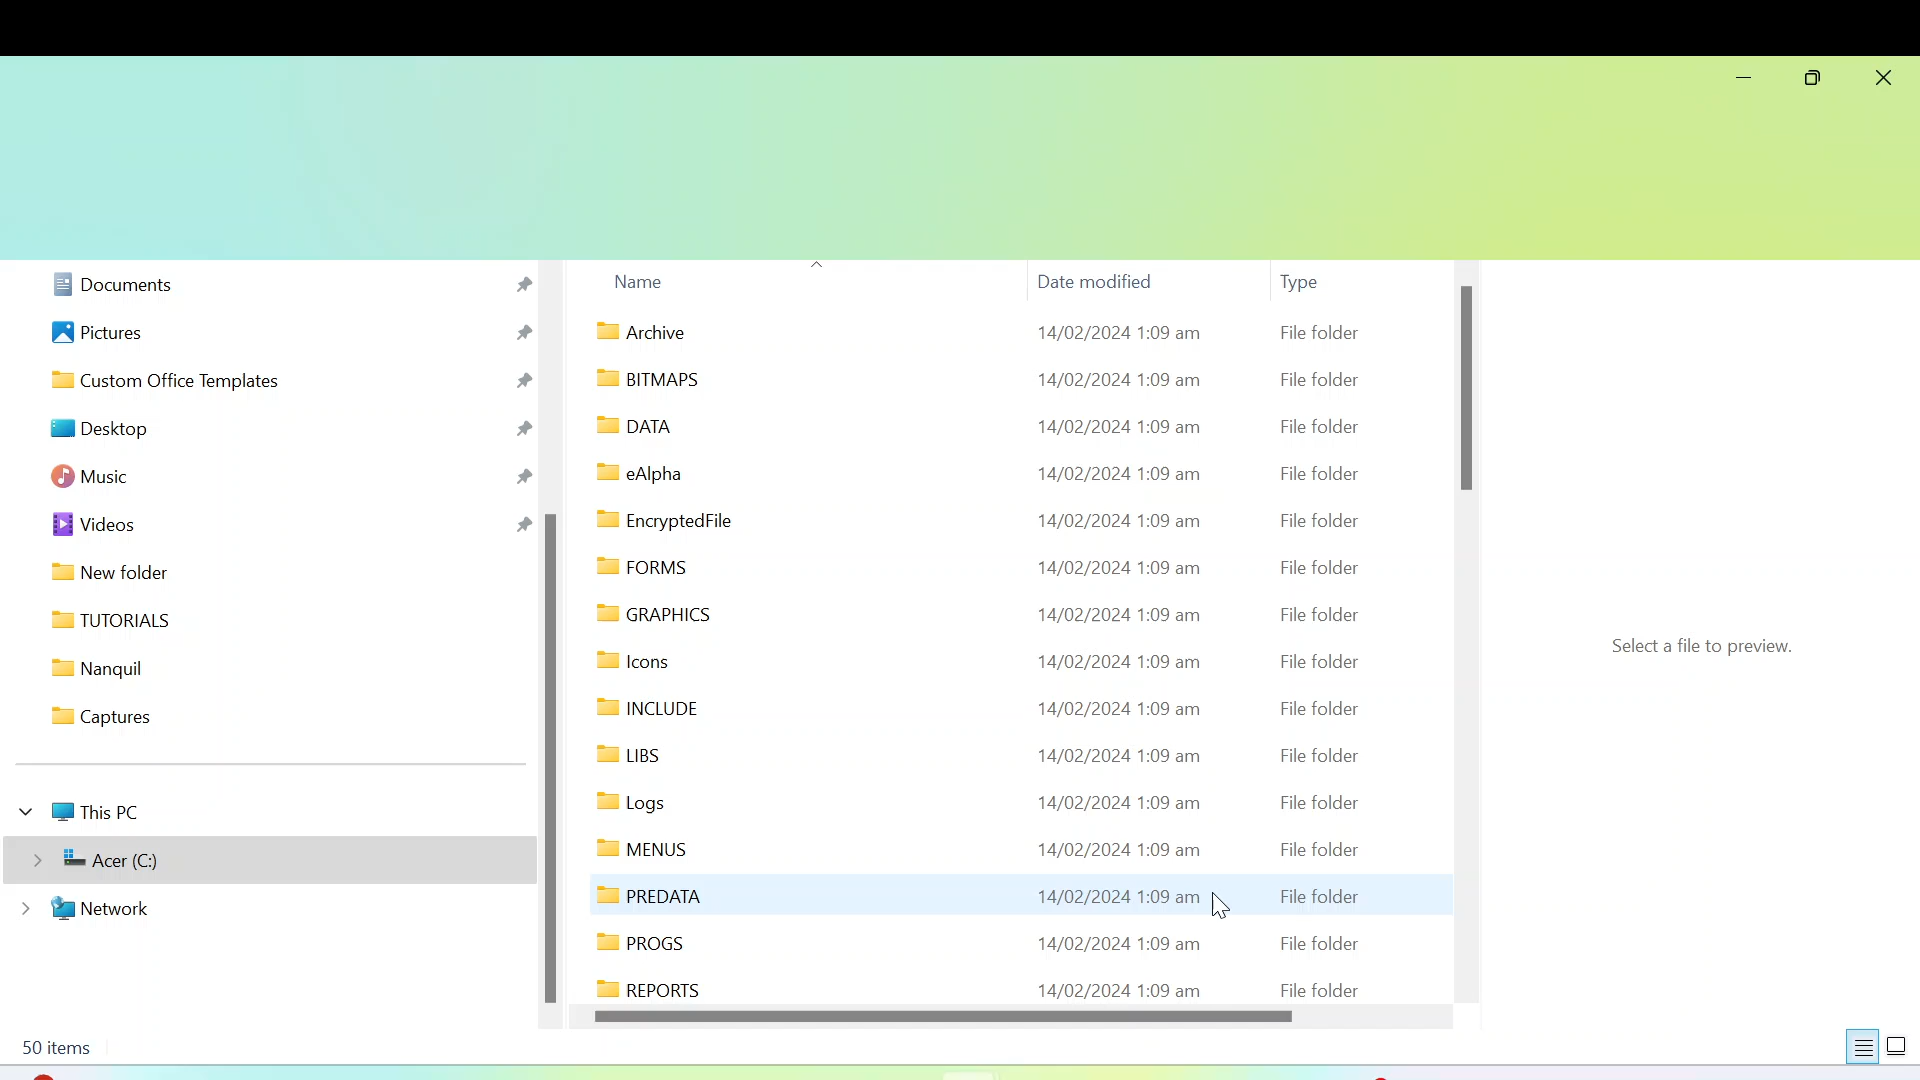 Documents
Pictures
Custom Office Templates
Desktop
Music
Videos
New folder
TUTORIALS
Nanquil
Captures
This PC
Acer (C:)
Network
Name Date modified Type
Archive 14/02/2024 1:09 am File folder
BITMAPS 14/02/2024 1:09 am File folder
DATA 14/02/2024 1:09 am File folder
eAlpha 14/02/2024 1:09 am File folder
EncryptedFile 14/02/2024 1:09 am File folder
FORMS 14/02/2024 1:09 am File folder
GRAPHICS 14/02/2024 1:09 am File folder
Icons 14/02/2024 1:09 am File folder
INCLUDE 14/02/2024 1:09 am File folder
LIBS 14/02/2024 1:09 am File folder
Logs 14/02/2024 1:09 am File folder
MENUS 14/02/2024 1:09 am File folder
PREDATA 14/02/2024 1:09 am File folder
PROGS 14/02/2024 1:09 am File folder
REPORTS 14/02/2024 1:09 am File folder
Select a file to preview.
50 items